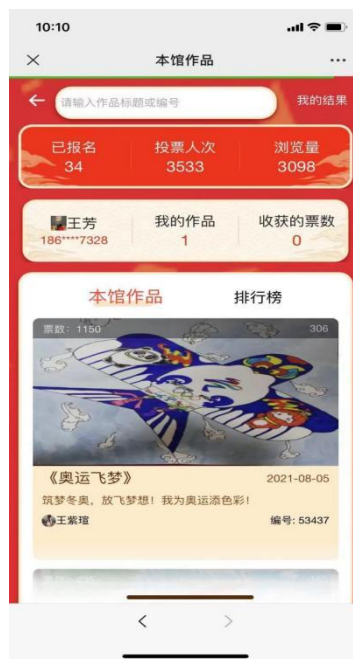 10:10
本馆作品
请输入作品标题或编号
我的结果
已报名 投票人次 浏览量
34 3533 3098
王芳 我的作品 收获的票数
186****7328 1 0
本馆作品 排行榜
票数：1150 306
《奥运飞梦》 2021-08-05
筑梦冬奥，放飞梦想！我为奥运添色彩！
王紫瑄 编号: 53437